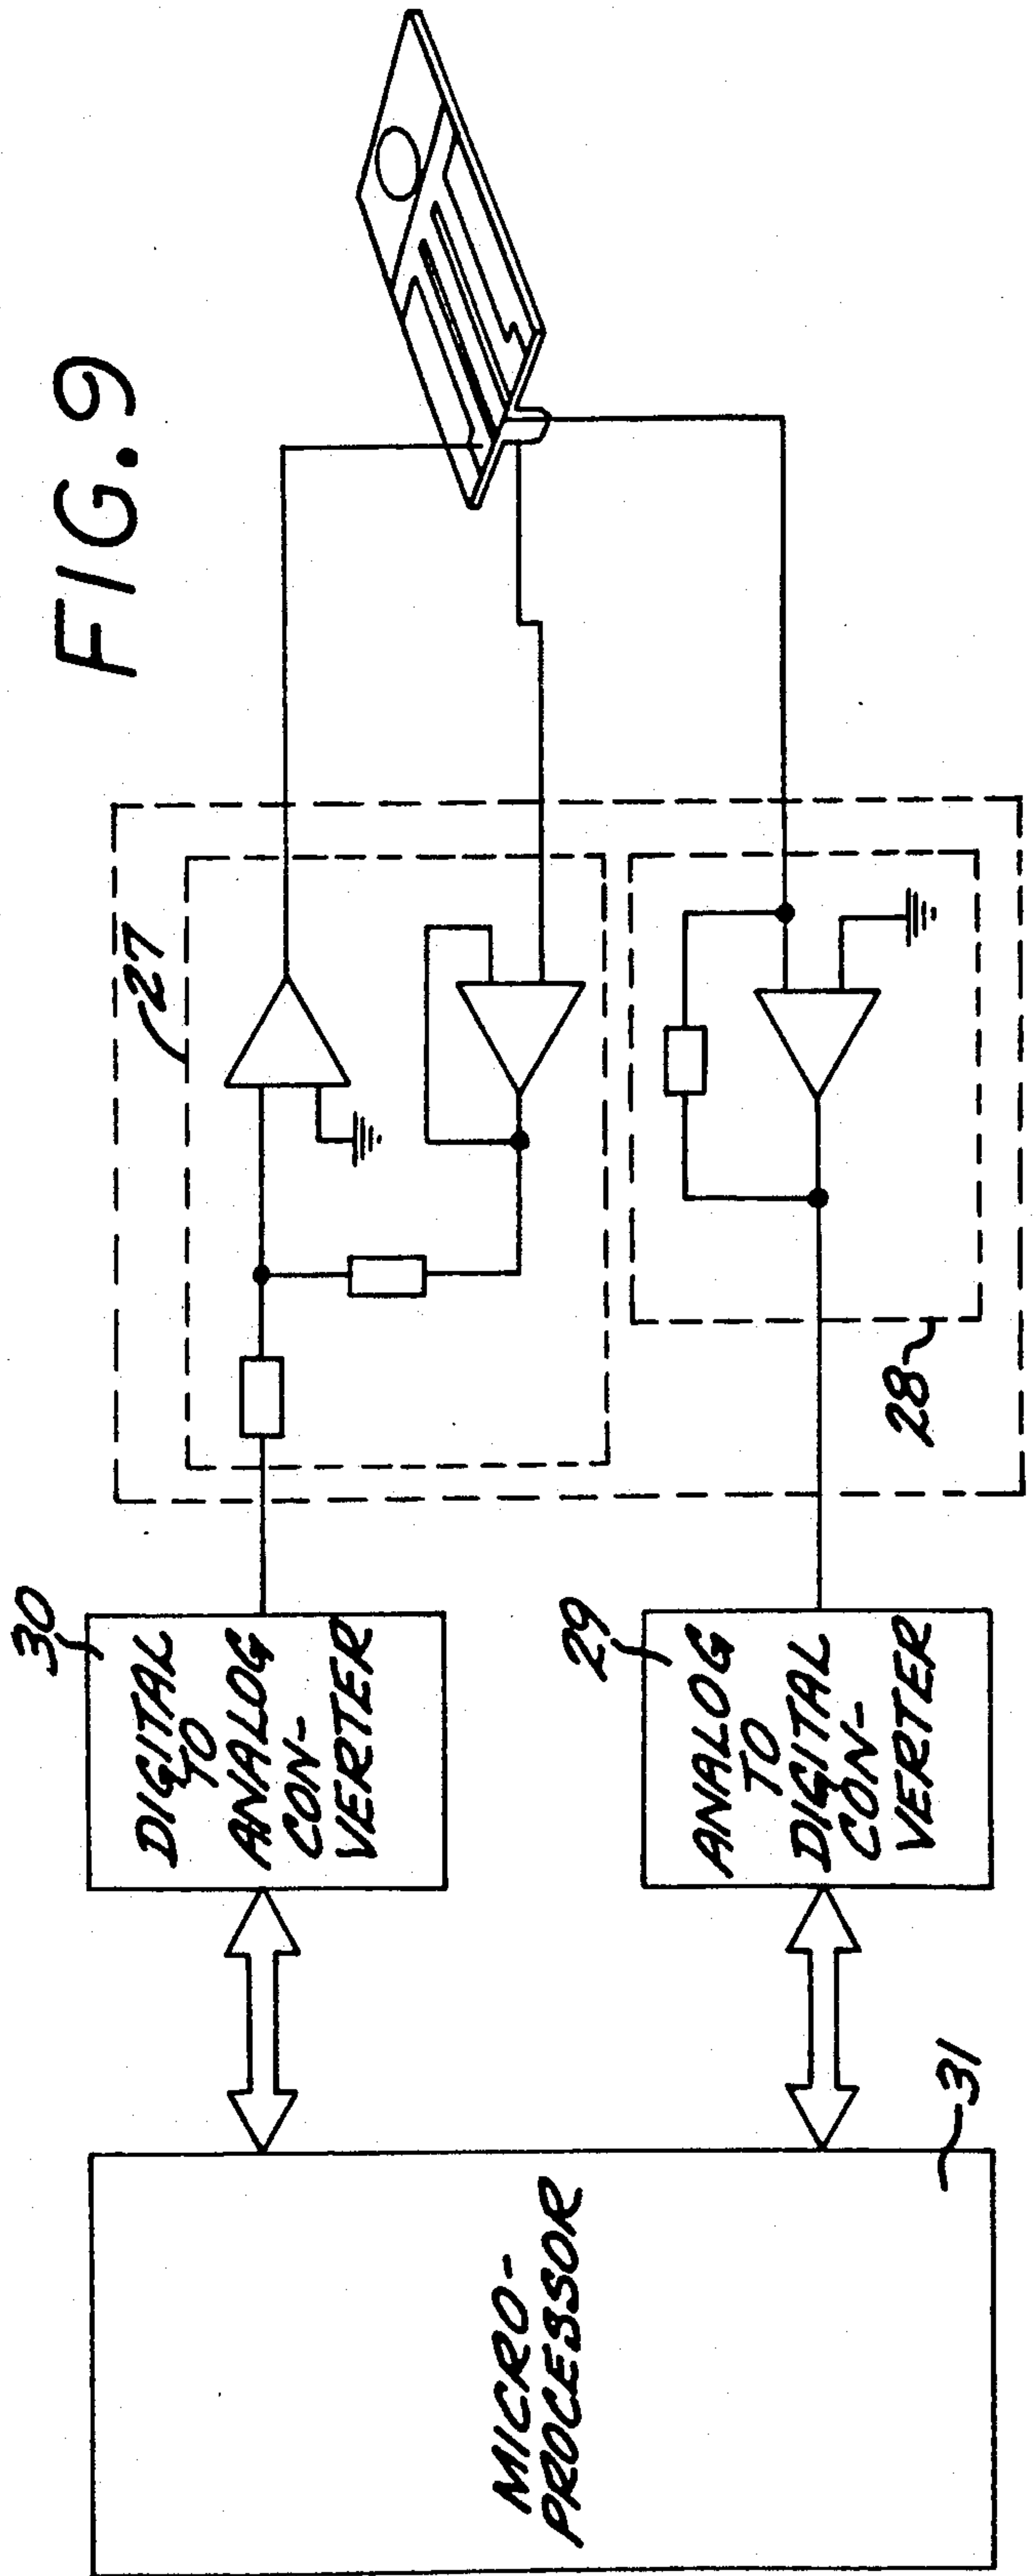 FIG. 9
27
30
DIGITAL
TO
ANALOG
CON-
VERTER
29
ANALOG
TO
DIGITAL
CON-
VERTER
28
MICRO-
PROCESSOR
31